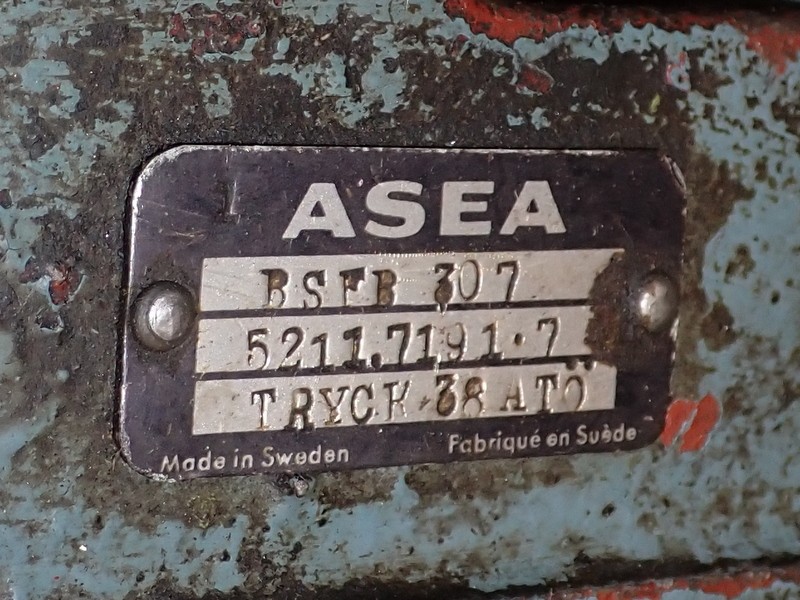 ASEA
BSFB 307
5211.7191·7
TRYCK 38 ATÖ
Made in Sweden
Fabriqué en Suède